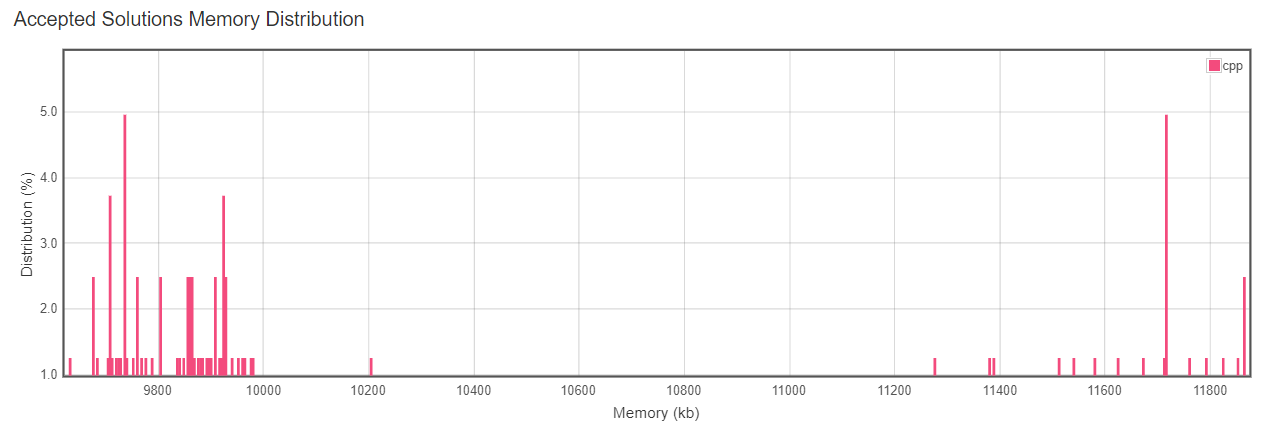 Accepted Solutions Memory Distribution
cpp
Distribution (%)
5.0
4.0
3.0
2.0
1.0
9800 10000 10200 10400 10600 10800 11000 11200 11400 11600 11800
Memory (kb)